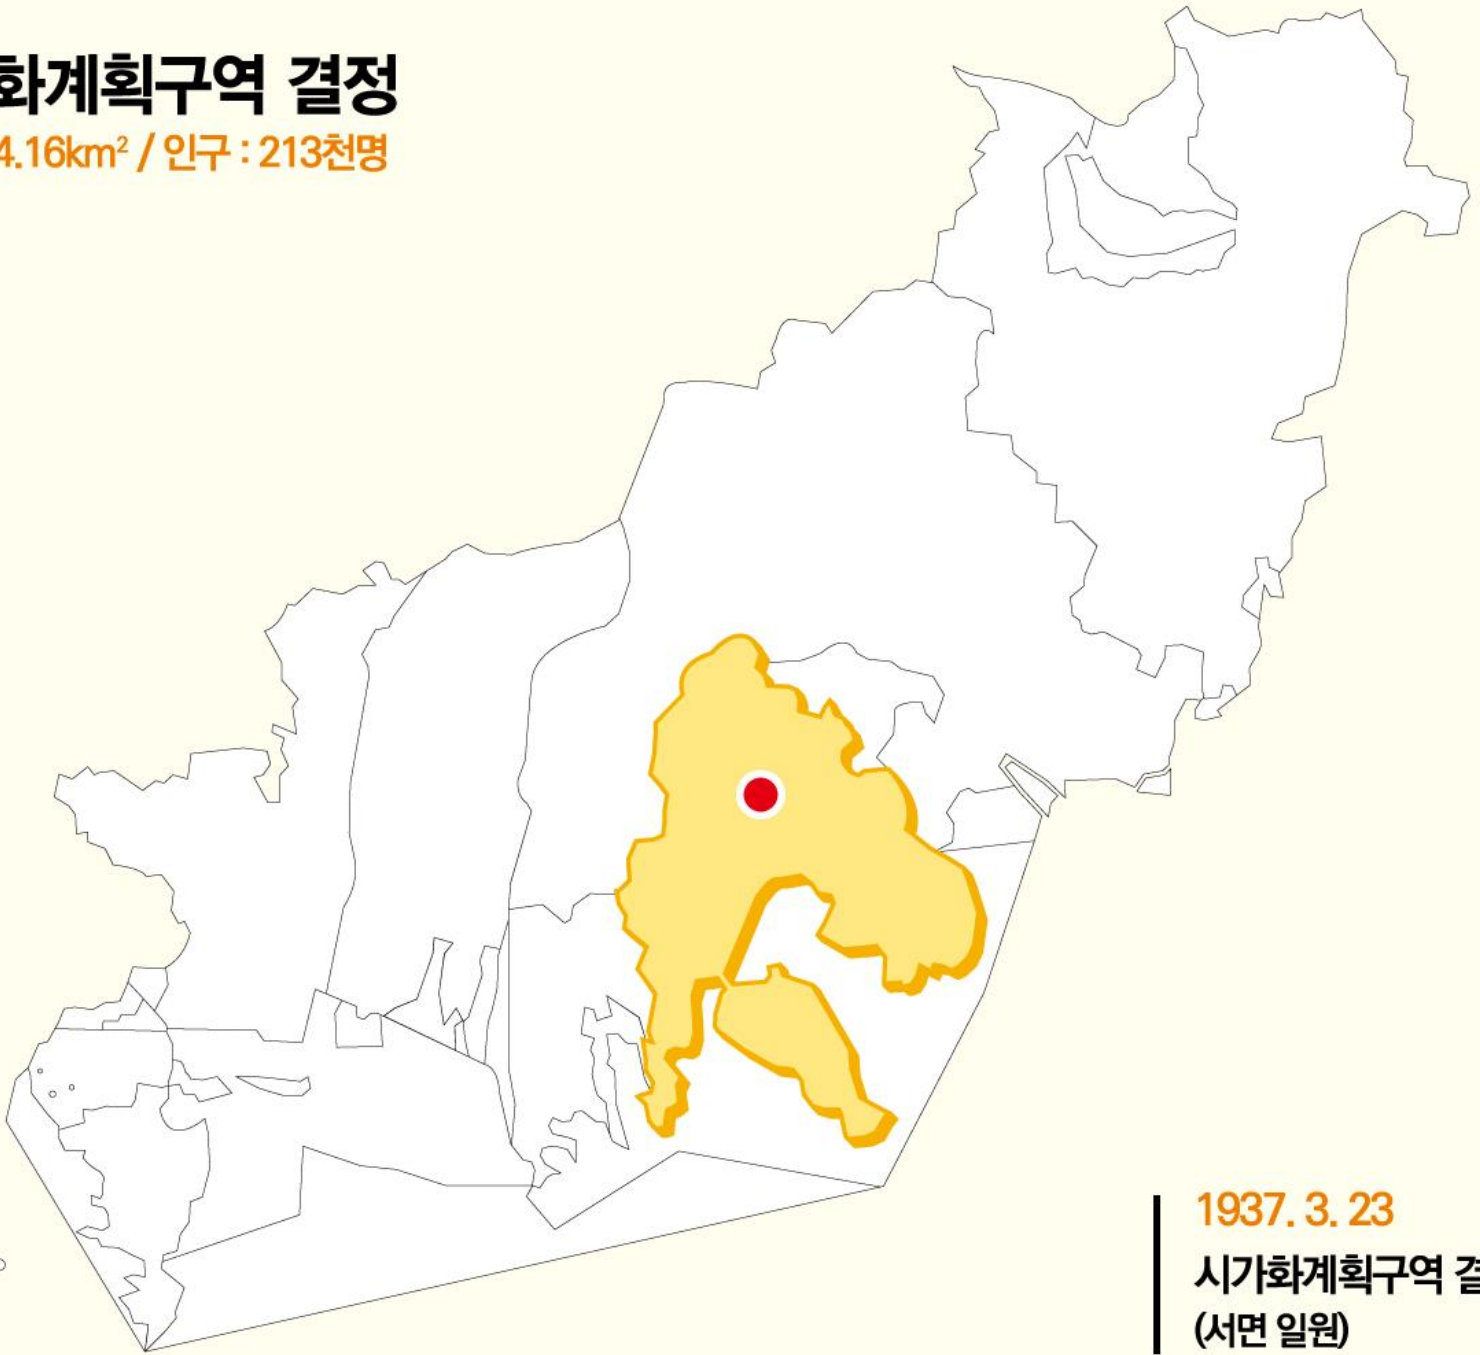 화계획구역 결정
4.16km² / 인구 : 213천명
1937. 3. 23
시가화계획구역 결
(서면 일원)